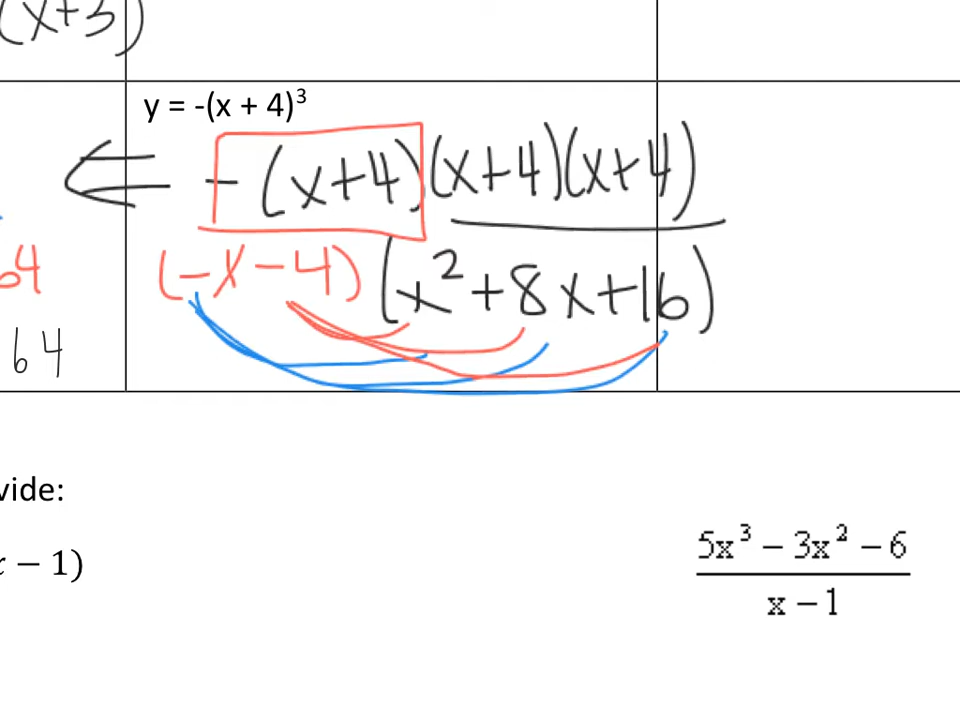 (x+3)
y = -(x + 4)³
⇐ -(x+4)(x+4)(x+4)
64
(-x-4)(x²+8x+16)
64
vide:
x − 1)
5x³ − 3x² − 6
x − 1